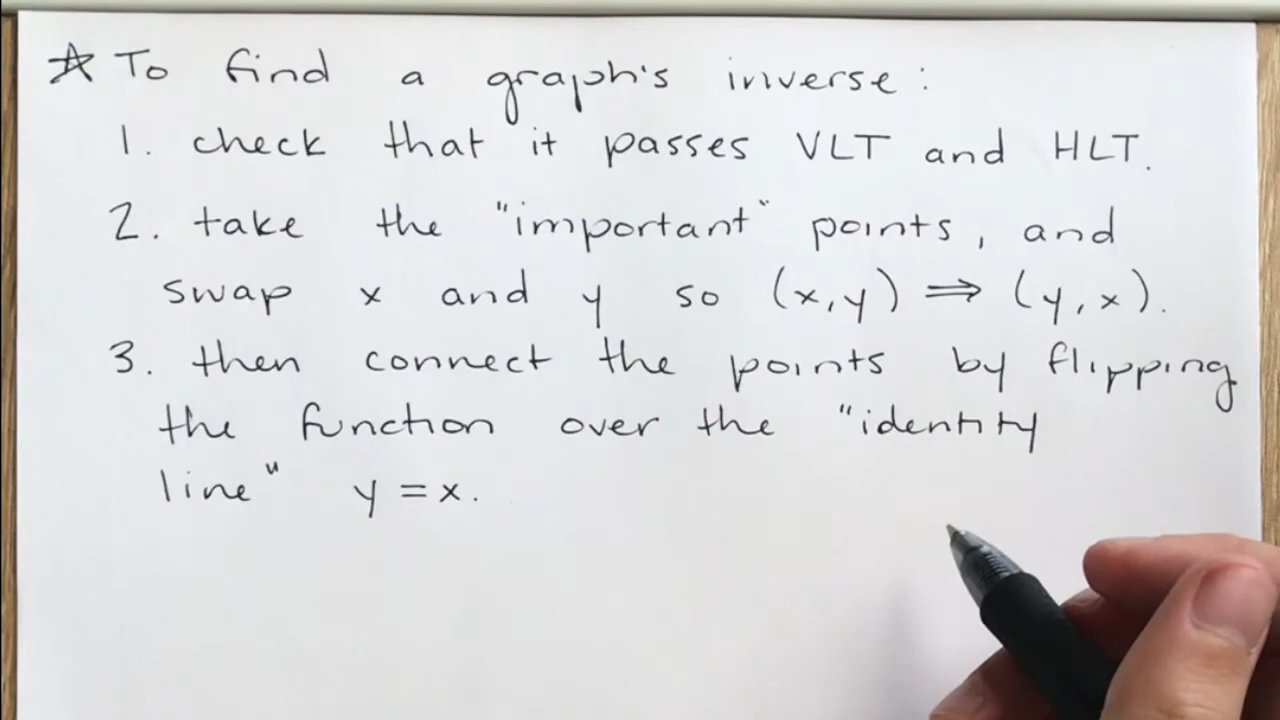 ☆ To find a graph's inverse:
1. check that it passes VLT and HLT.
2. take the "important" points, and
swap x and y so (x,y) ⇒ (y,x).
3. then connect the points by flipping
the function over the "identity
line" y=x.